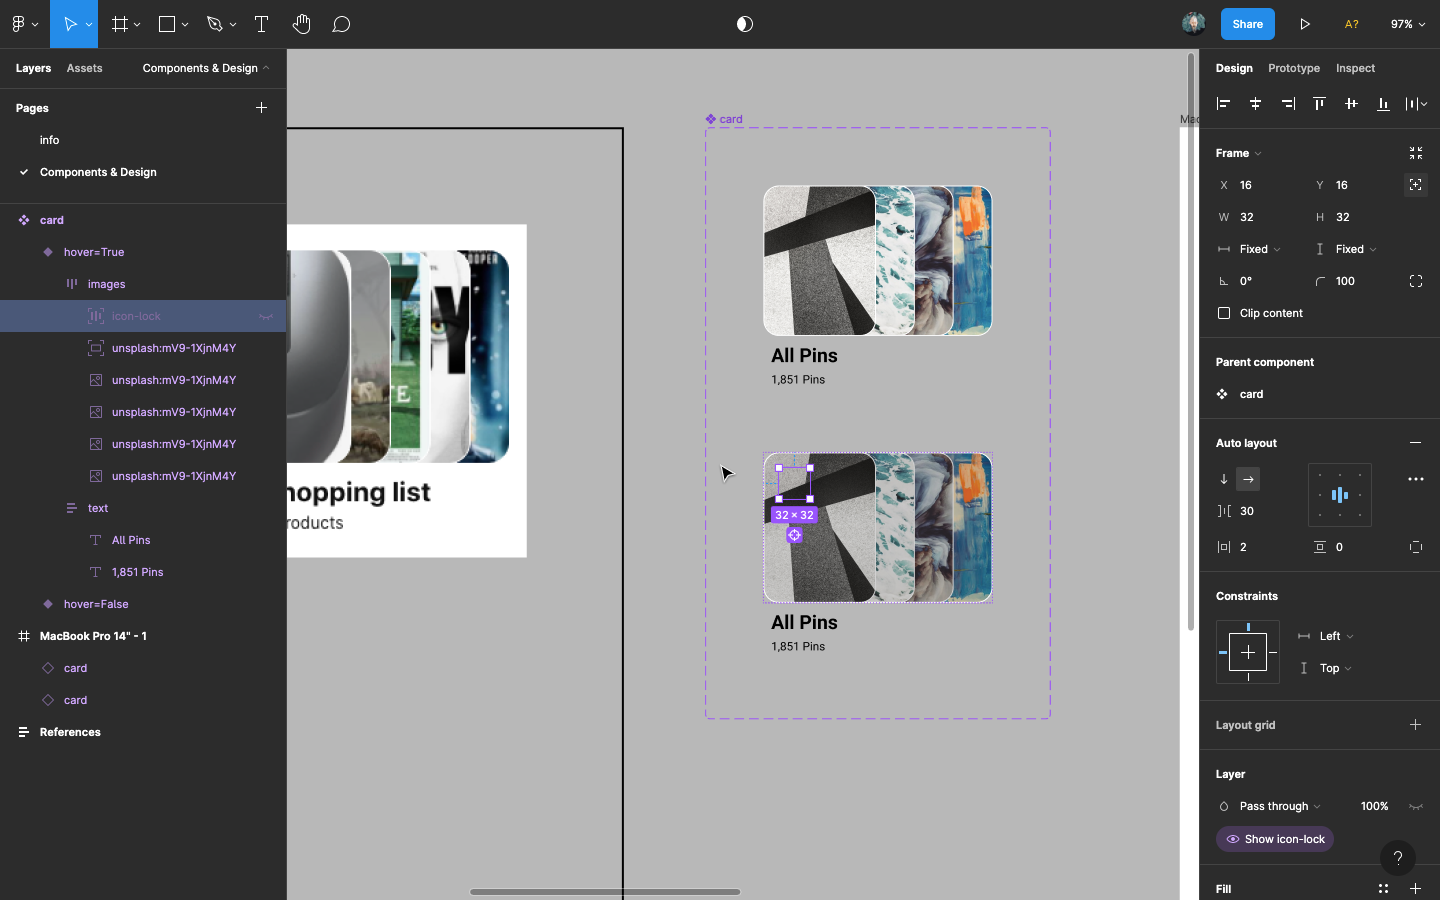 Share
A?
97%
Layers
Assets
Components & Design
Pages
info
Components & Design
card
hover=True
images
icon-lock
unsplash:mV9-1XjnM4Y
unsplash:mV9-1XjnM4Y
unsplash:mV9-1XjnM4Y
unsplash:mV9-1XjnM4Y
unsplash:mV9-1XjnM4Y
text
All Pins
1,851 Pins
hover=False
MacBook Pro 14" - 1
card
card
References
OOPER
Y
TE
hopping list
roducts
card
Mac
All Pins
1,851 Pins
32 × 32
All Pins
1,851 Pins
Design
Prototype
Inspect
Frame
X 16
Y 16
W 32
H 32
Fixed
Fixed
0°
100
Clip content
Parent component
card
Auto layout
30
2
0
Constraints
Left
Top
Layout grid
Layer
Pass through
100%
Show icon-lock
?
Fill